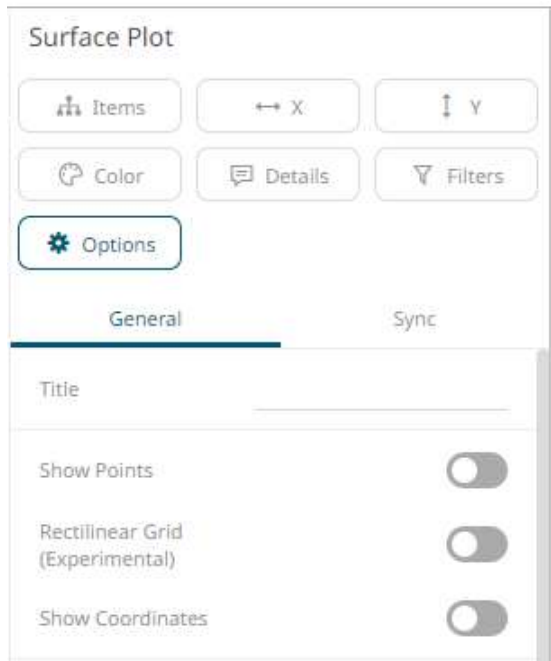 Surface Plot
Items
X
Y
Color
Details
Filters
Options
General
Sync
Title
Show Points
Rectilinear Grid
(Experimental)
Show Coordinates